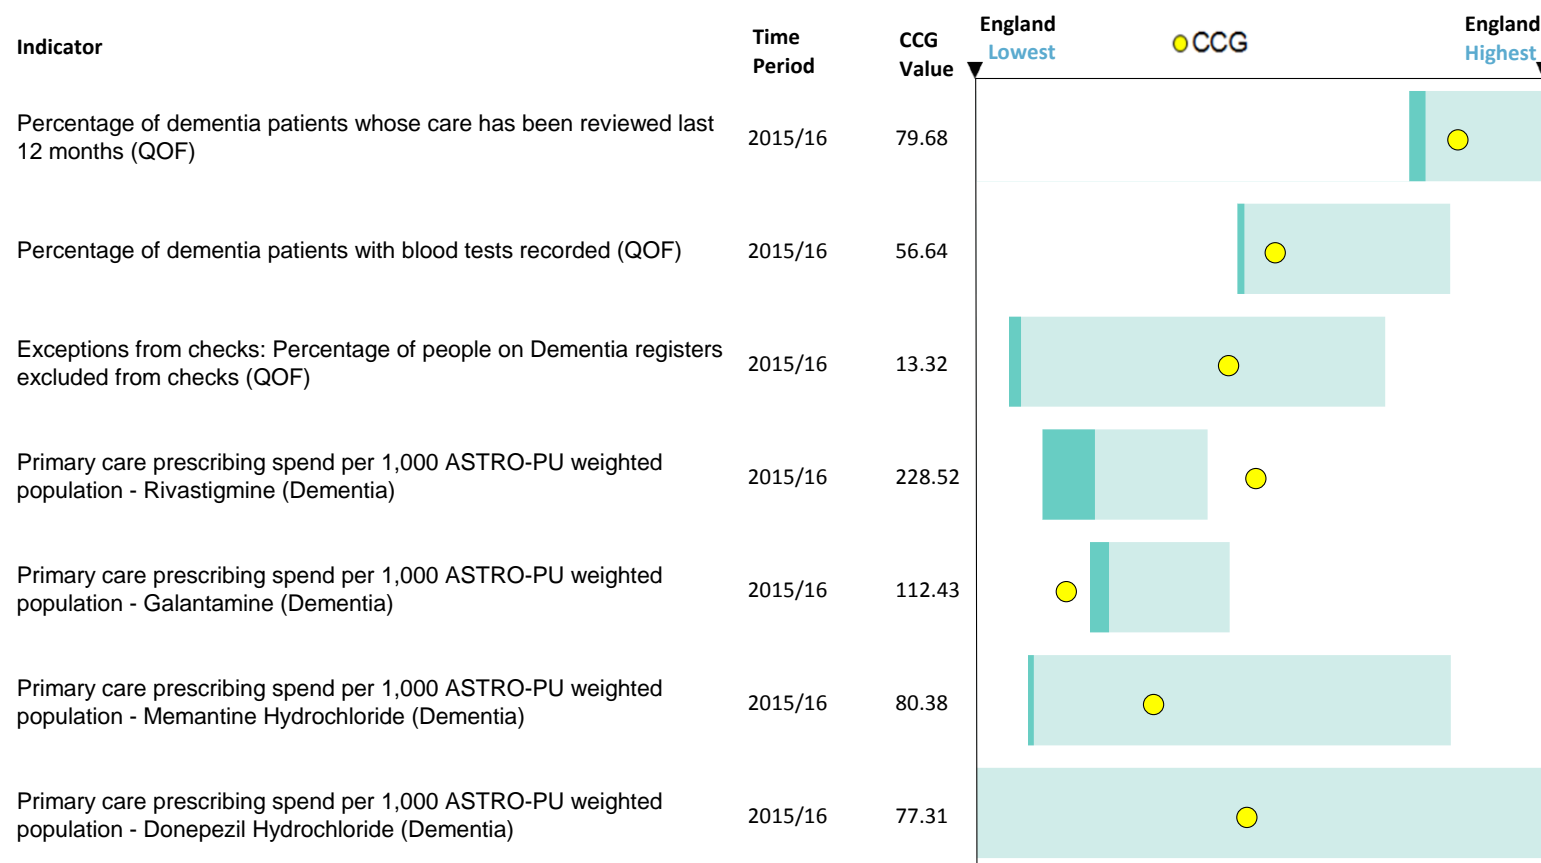 Indicator
Time
Period
CCG
Value
England
Lowest
CCG
England
Highest
Percentage of dementia patients whose care has been reviewed last
12 months (QOF)
2015/16
79.68
Percentage of dementia patients with blood tests recorded (QOF)
2015/16
56.64
Exceptions from checks: Percentage of people on Dementia registers
excluded from checks (QOF)
2015/16
13.32
Primary care prescribing spend per 1,000 ASTRO-PU weighted
population - Rivastigmine (Dementia)
2015/16
228.52
Primary care prescribing spend per 1,000 ASTRO-PU weighted
population - Galantamine (Dementia)
2015/16
112.43
Primary care prescribing spend per 1,000 ASTRO-PU weighted
population - Memantine Hydrochloride (Dementia)
2015/16
80.38
Primary care prescribing spend per 1,000 ASTRO-PU weighted
population - Donepezil Hydrochloride (Dementia)
2015/16
77.31